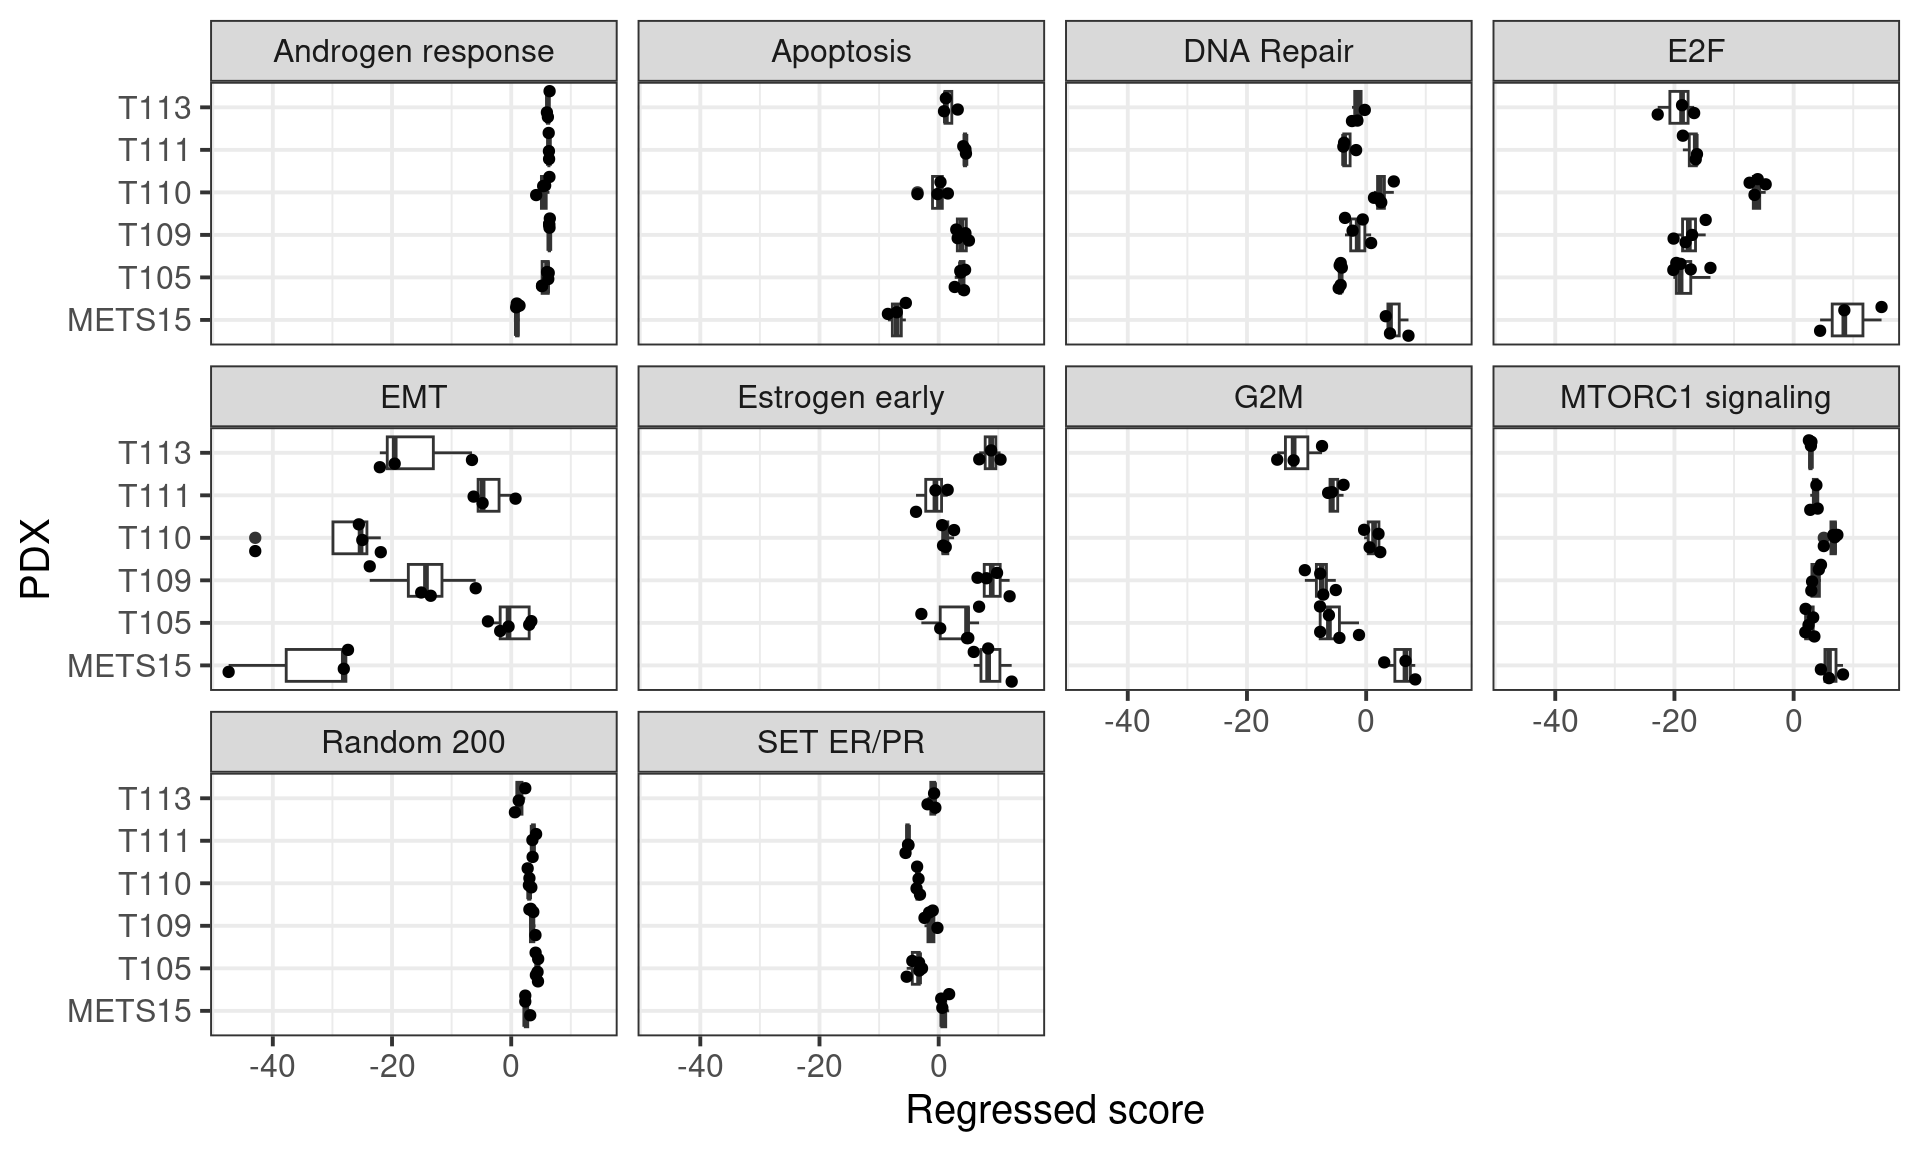 Androgen response
Apoptosis
DNA Repair
E2F
T113
T111
T110
T109
T105
METS15
EMT
Estrogen early
G2M
MTORC1 signaling
T113
T111
T110
T109
T105
METS15
-40 -20 0
-40 -20 0
Random 200
SET ER/PR
T113
T111
T110
T109
T105
METS15
-40 -20 0
-40 -20 0
PDX
Regressed score